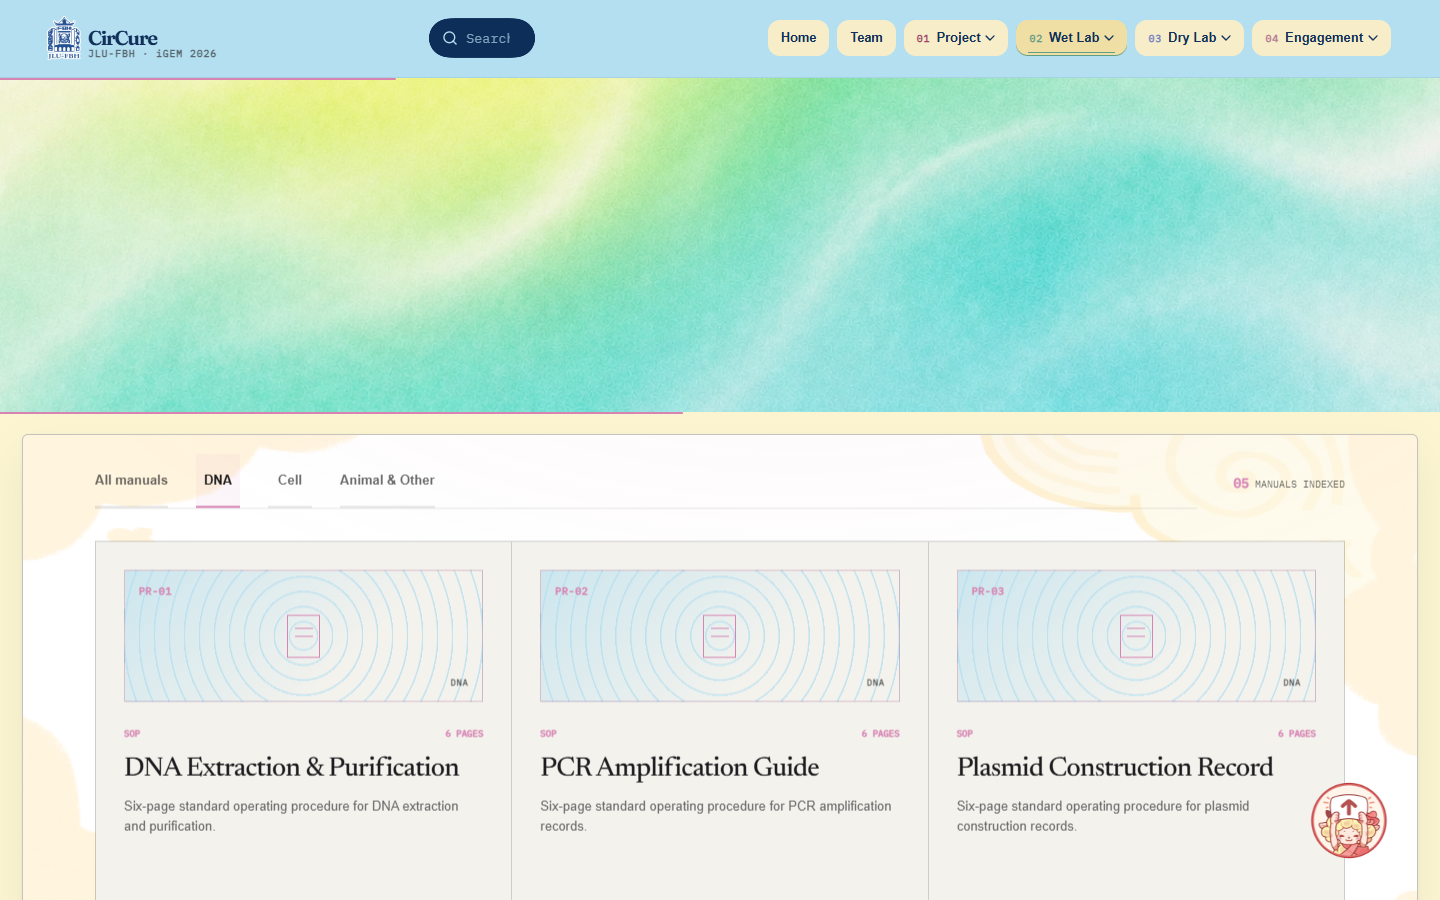 CirCure
JLU-FBH · iGEM 2026
JLU-FBH
Search
Home
Team
01 Project
02 Wet Lab
03 Dry Lab
04 Engagement
All manuals
DNA
Cell
Animal & Other
05 MANUALS INDEXED
PR-01
DNA
SOP
6 PAGES
DNA Extraction & Purification
Six-page standard operating procedure for DNA extraction
and purification.
PR-02
DNA
SOP
6 PAGES
PCR Amplification Guide
Six-page standard operating procedure for PCR amplification
records.
PR-03
DNA
SOP
6 PAGES
Plasmid Construction Record
Six-page standard operating procedure for plasmid
construction records.